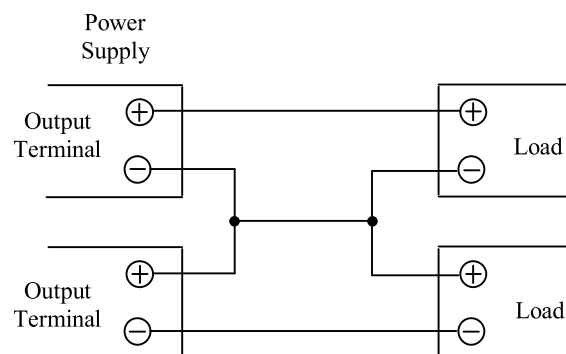 Power
Supply
+
+
Output
Terminal
Load
−
−
+
+
Output
Terminal
Load
−
−